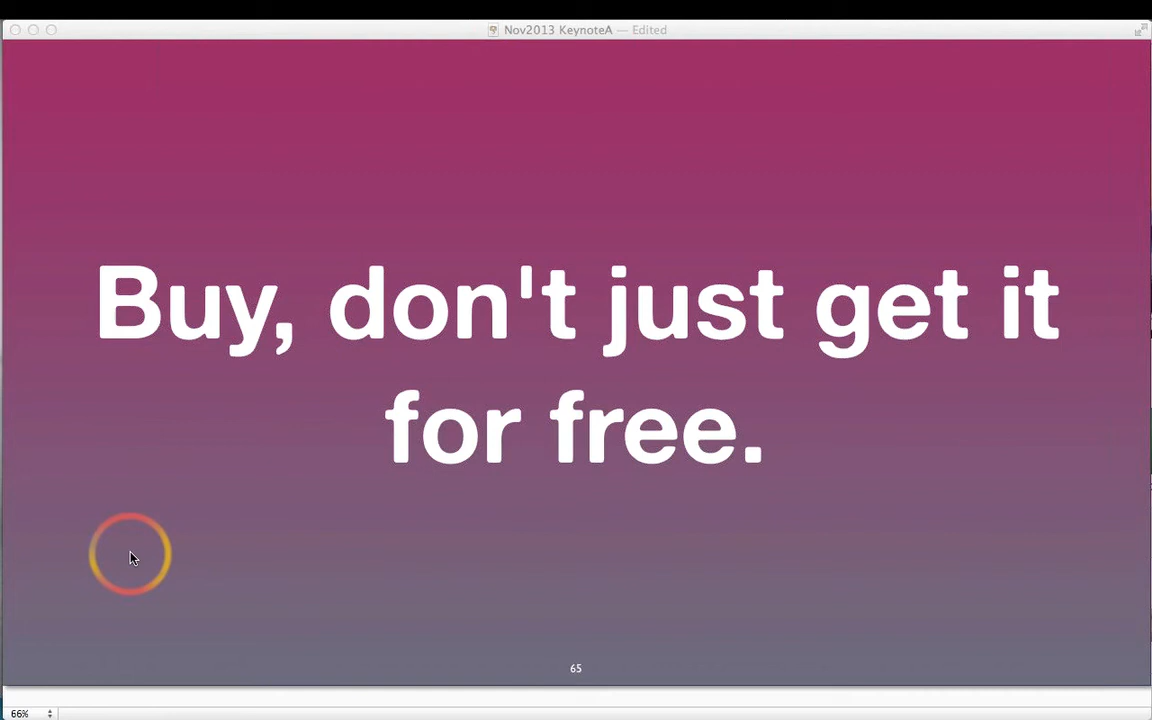 Nov2013 KeynoteA — Edited
Buy, don't just get it
for free.
65
66%